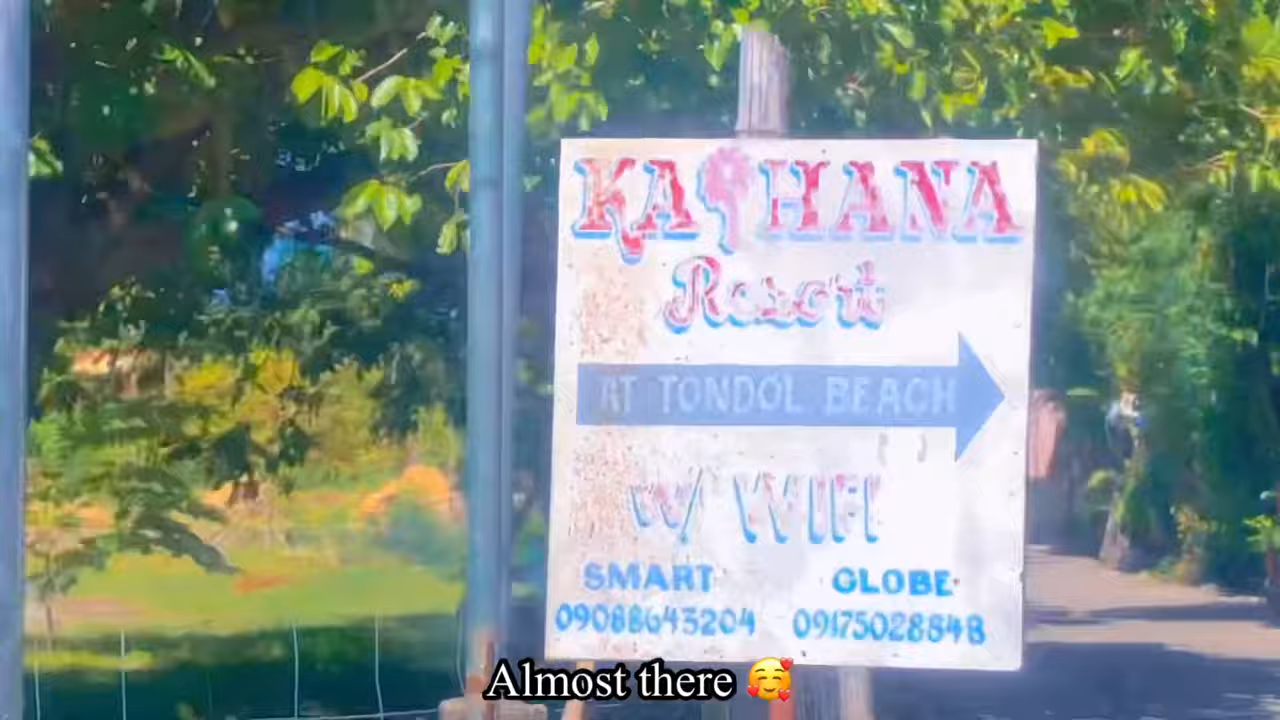 KA HANA
Resort
AT TONDOL BEACH
W/ WIFI
SMART GLOBE
09088643204 09175028848
Almost there 🥰